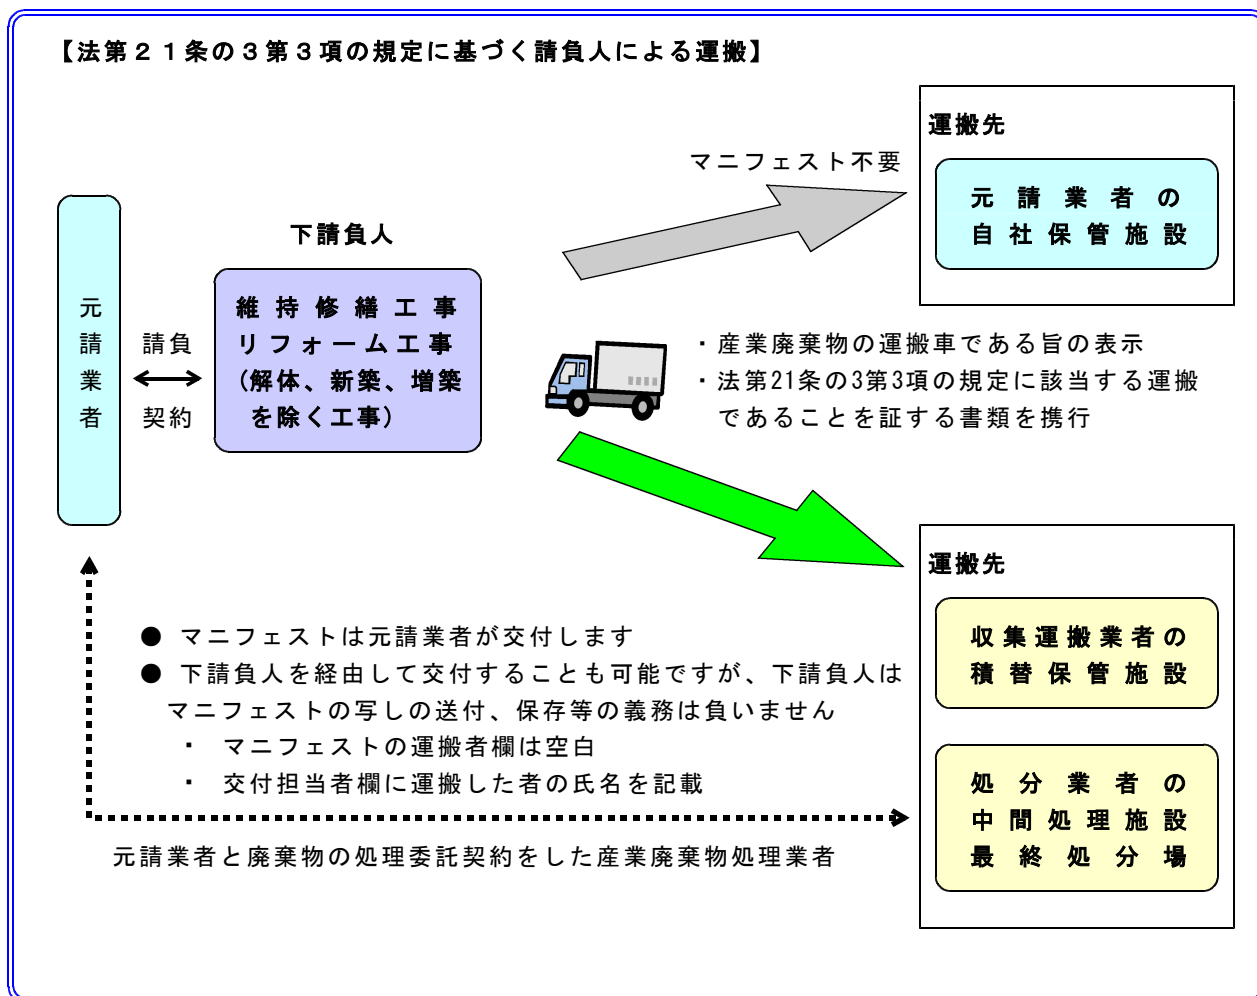 【法第２１条の３第３項の規定に基づく請負人による運搬】
運搬先
マニフェスト不要
元請業者の
自社保管施設
下請負人
元請業者
請負
契約
維持修繕工事
リフォーム工事
(解体、新築、増築
を除く工事)
・産業廃棄物の運搬車である旨の表示
・法第21条の3第3項の規定に該当する運搬
であることを証する書類を携行
運搬先
収集運搬業者の
積替保管施設
● マニフェストは元請業者が交付します
● 下請負人を経由して交付することも可能ですが、下請負人は
マニフェストの写しの送付、保存等の義務は負いません
・ マニフェストの運搬者欄は空白
・ 交付担当者欄に運搬した者の氏名を記載
処分業者の
中間処理施設
最終処分場
元請業者と廃棄物の処理委託契約をした産業廃棄物処理業者